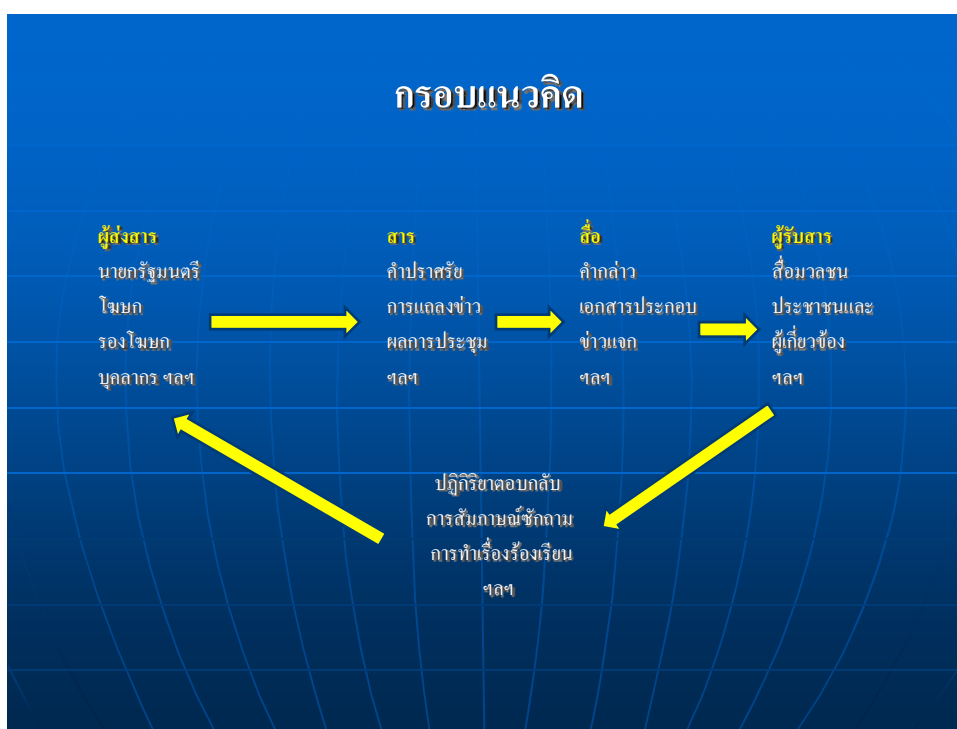 กรอบแนวคิด
ผู้ส่งสาร
นายกรัฐมนตรี
โฆษก
รองโฆษก
บุคลากร ฯลฯ
สาร
คำปราศรัย
การแถลงข่าว
ผลการประชุม
ฯลฯ
สื่อ
คำกล่าว
เอกสารประกอบ
ข่าวแจก
ฯลฯ
ผู้รับสาร
สื่อมวลชน
ประชาชนและ
ผู้เกี่ยวข้อง
ฯลฯ
ปฏิกิริยาตอบกลับ
การสัมภาษณ์ซักถาม
การทำเรื่องร้องเรียน
ฯลฯ